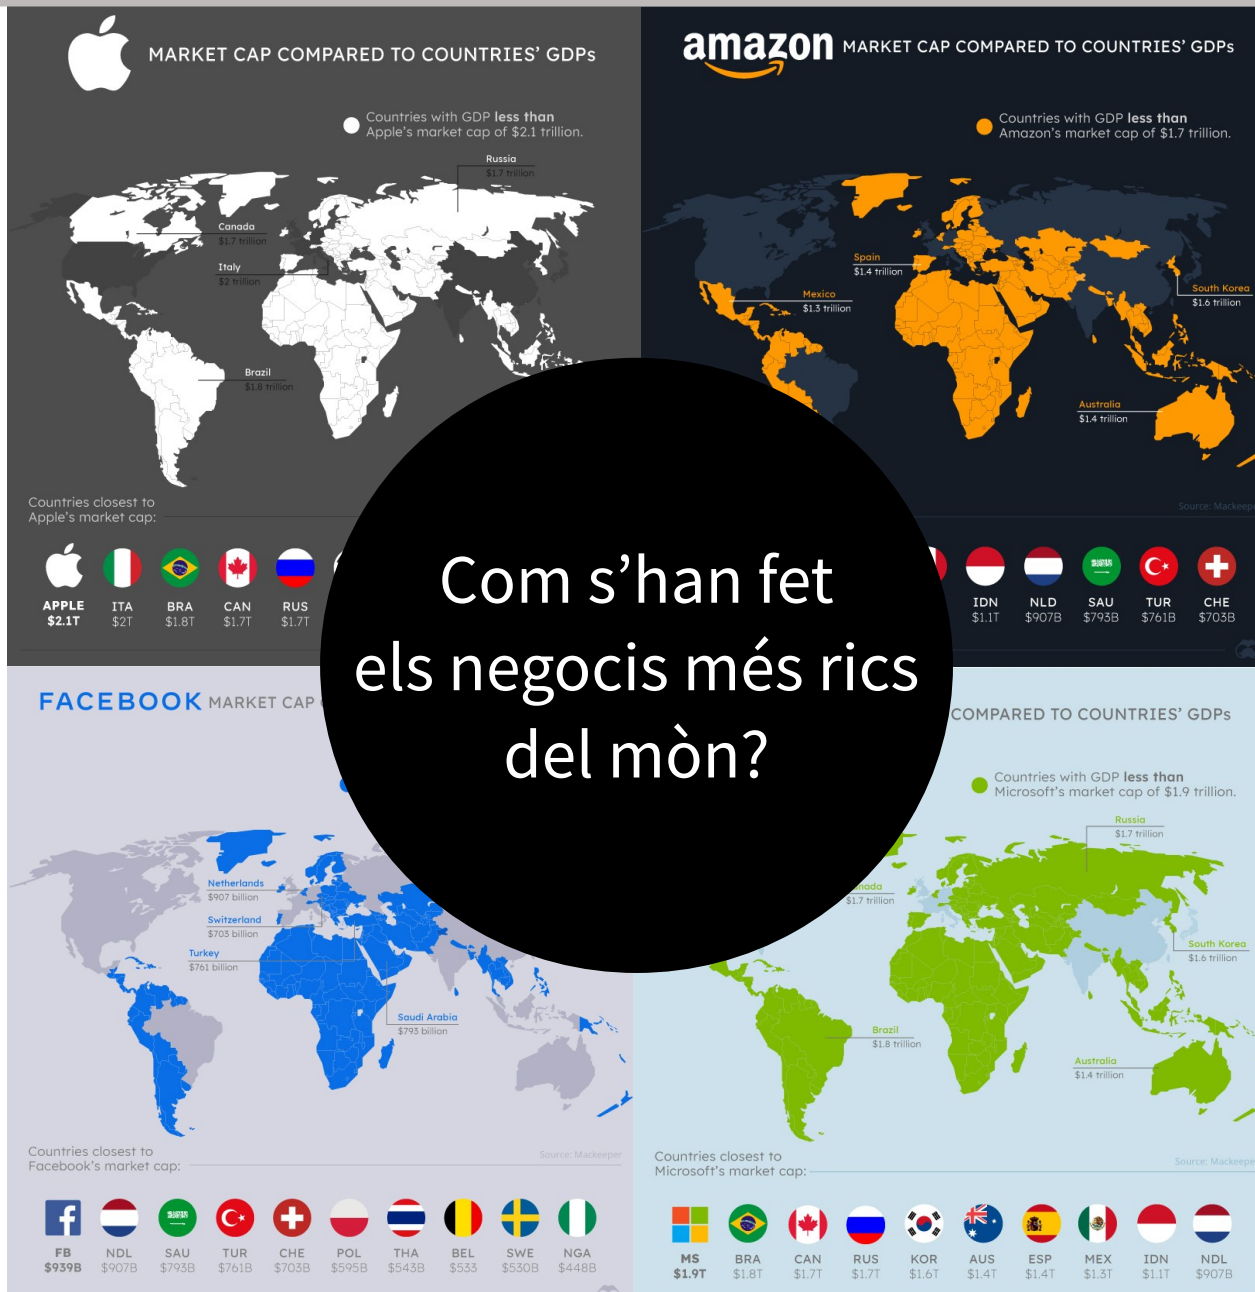 MARKET CAP COMPARED TO COUNTRIES' GDPs
Countries with GDP less than
Apple's market cap of $2.1 trillion.
Russia
$1.7 trillion
Canada
$1.7 trillion
Italy
$2 trillion
Brazil
$1.8 trillion
Countries closest to
Apple's market cap:
APPLE ITA BRA CAN RUS
$2.1T $2T $1.8T $1.7T $1.7T
amazon MARKET CAP COMPARED TO COUNTRIES' GDPs
Countries with GDP less than
Amazon's market cap of $1.7 trillion.
Spain
$1.4 trillion
Mexico
$1.3 trillion
South Korea
$1.6 trillion
Australia
$1.4 trillion
Source: Mackeepe
IDN NLD SAU TUR CHE
$1.1T $907B $793B $761B $703B
Com s'han fet
els negocis més rics
del mòn?
FACEBOOK MARKET CAP
Netherlands
$907 billion
Switzerland
$703 billion
Turkey
$761 billion
Saudi Arabia
$793 billion
Countries closest to
Facebook's market cap:
Source: Mackeeper
FB NDL SAU TUR CHE POL THA BEL SWE NGA
$939B $907B $793B $761B $703B $595B $543B $533 $530B $448B
COMPARED TO COUNTRIES' GDPs
Countries with GDP less than
Microsoft's market cap of $1.9 trillion.
Russia
$1.7 trillion
nada
$1.7 trillion
South Korea
$1.6 trillion
Brazil
$1.8 trillion
Australia
$1.4 trillion
Countries closest to
Microsoft's market cap:
Source: Mackeepe
MS BRA CAN RUS KOR AUS ESP MEX IDN NDL
$1.9T $1.8T $1.7T $1.7T $1.6T $1.4T $1.4T $1.3T $1.1T $907B